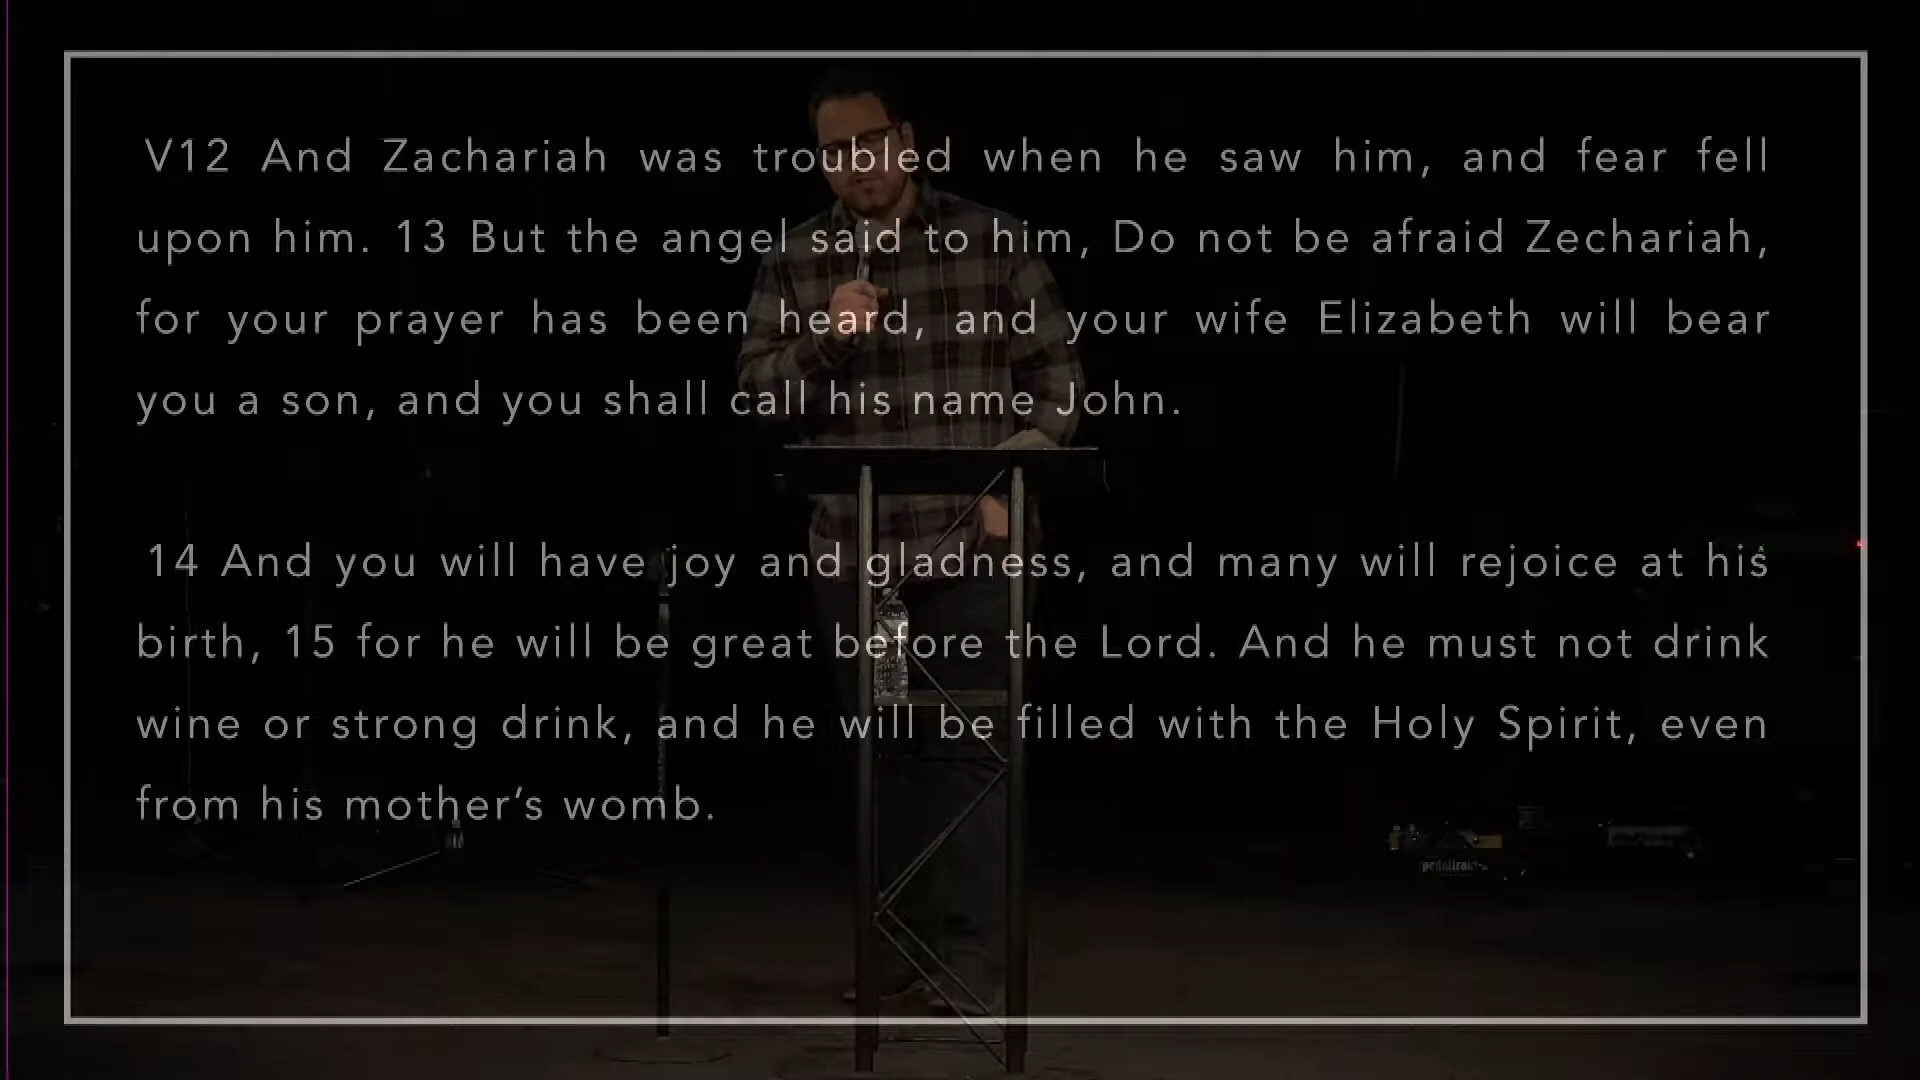 V12 And Zachariah was troubled when he saw him, and fear fell
upon him. 13 But the angel said to him, Do not be afraid Zechariah,
for your prayer has been heard, and your wife Elizabeth will bear
you a son, and you shall call his name John.
14 And you will have joy and gladness, and many will rejoice at his
birth, 15 for he will be great before the Lord. And he must not drink
wine or strong drink, and he will be filled with the Holy Spirit, even
from his mother’s womb.
pedaltrain